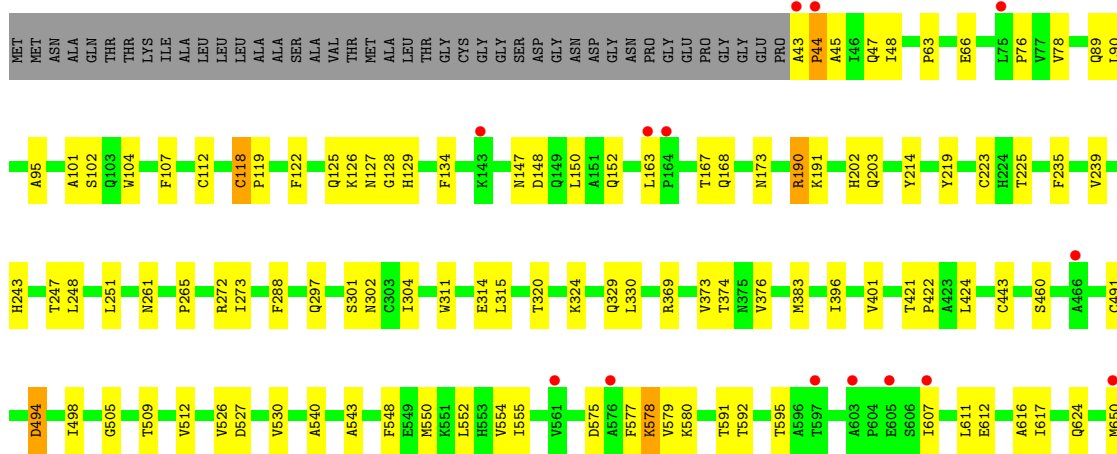 MET MET ASN ALA GLN THR THR LYS ILE ALA LEU LEU LEU ALA ALA SER ALA VAL THR MET ALA LEU THR GLY CYS GLY GLY SER ASP GLY ASN ASP GLY ASN PRO GLY GLU PRO GLY GLY GLU PRO A43 P44 A45 I46 Q47 I48 P63 E66 L75 P76 V77 V78 Q89 L90
A95 A101 S102 Q103 W104 F107 C112 C118 P119 F122 Q125 K126 N127 G128 H129 F134 K143 N147 D148 Q149 L150 A151 Q152 L163 P164 T167 Q168 N173 R190 K191 H202 Q203 Y214 Y219 C223 H224 T225 F235 V239
H243 T247 L248 L251 N261 P265 R272 I273 F288 Q297 S301 N302 C303 I304 W311 E314 L315 T320 K324 Q329 L330 R369 V373 T374 N375 V376 M383 I396 V401 T421 P422 A423 L424 C443 S460 A466 C491
D494 I498 G505 T509 V512 V526 D527 V530 A540 A543 F548 E549 M550 K551 L552 H553 V554 I555 V561 D575 A576 F577 K578 V579 K580 T591 T592 T595 A596 T597 A603 P604 E605 S606 I607 L611 E612 A616 I617 Q624 M650